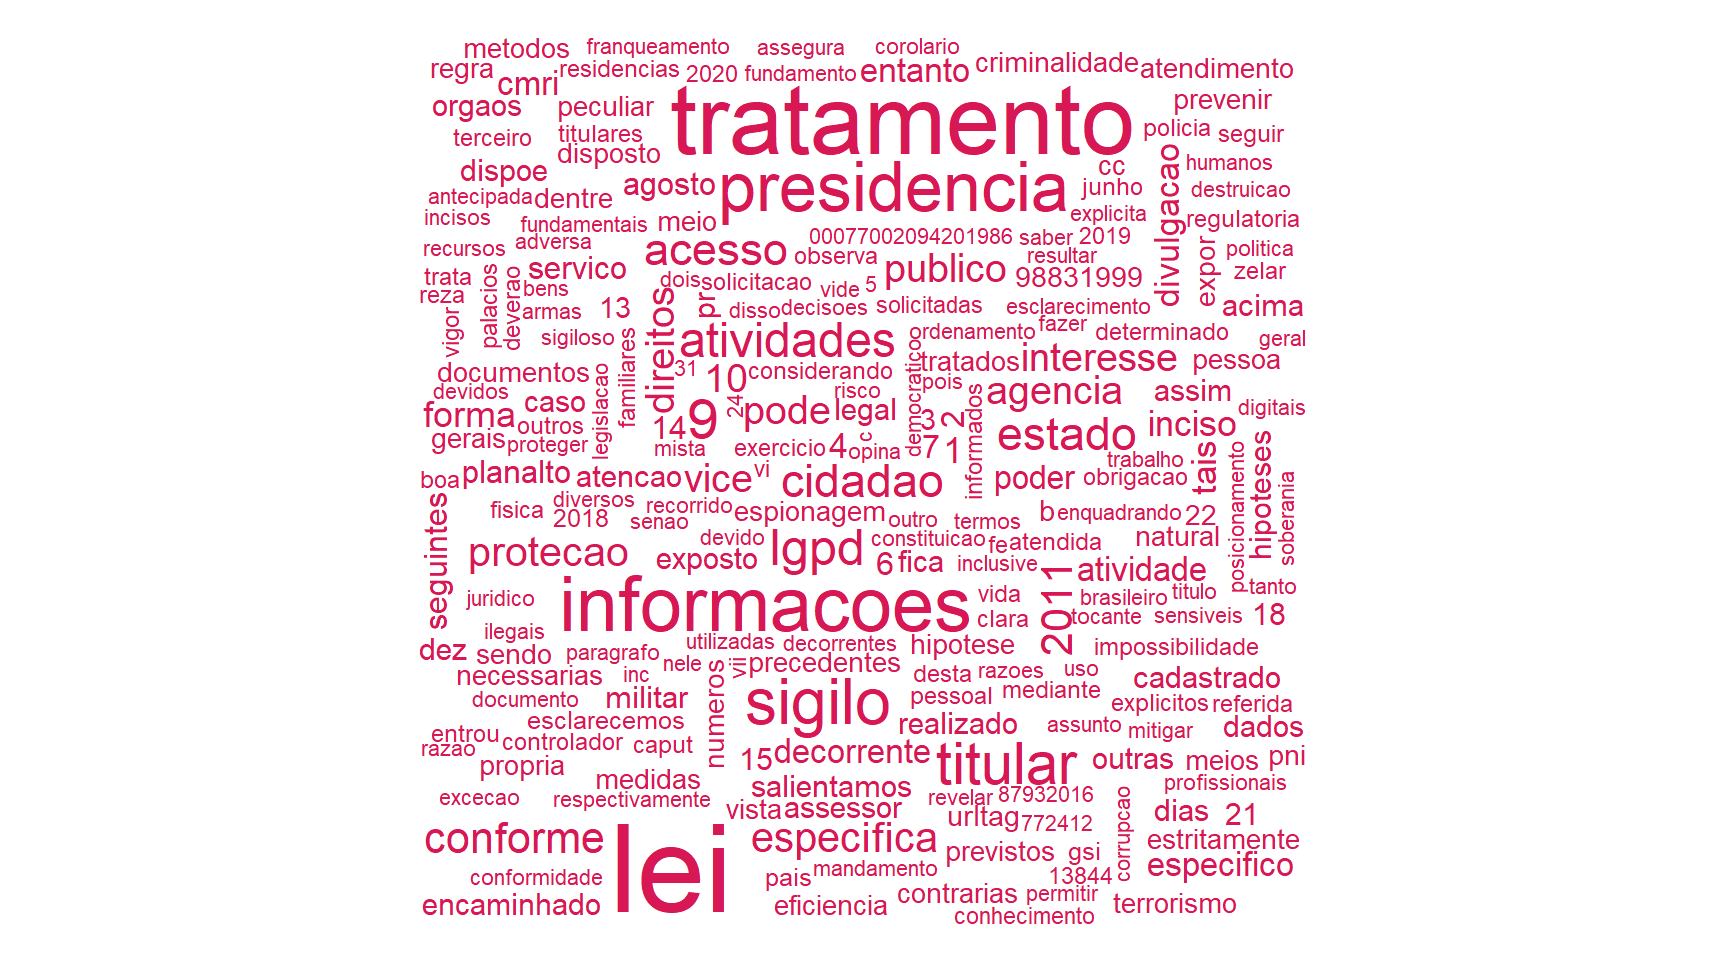 metodos franqueamento assegura corolario
regra residencias 2020 fundamento entanto criminalidade atendimento
cmri
orgaos peculiar tratamento prevenir
terceiro titulares policia seguir
disposto
dispoe agosto presidencia cc humanos
antecipada dentre junho divulgacao destruicao
incisos fundamentais meio explicita regulatoria
recursos adversa acesso 00077002094201986 saber 2019 politica
observa resultar
trata palacios deverao servico dois solicitacao publico 98831999 expor zelar
reza bens vide 5
armas 13 direitos pr disso decisoes solicitadas esclarecimento acima
vigor sigiloso atividades ordenamento fazer determinado geral
documentos legislacao familiares 31 10 considerando democratico tratados interesse pessoa
devidos caso risco pois agencia assim
forma outros 14 9 24 pode legal 3 2 informados inciso digitais
gerais proteger mista exercicio 4 c opina 7 1 estado
boa planalto atencao vice vi cidadao poder trabalho obrigacao tais hipoteses
seguintes fisica diversos recorrido espionagem outro termos b enquadrando 22 posicionamento soberania
2018 senao
protecao exposto devido lgpd constituicao fe atendida natural
6 fica inclusive 2011 atividade tanto
juridico informacoes vida brasileiro titulo
ilegais clara tocante sensiveis 18
dez sendo paragrafo utilizadas decorrentes hipotese impossibilidade
necessarias inc nele vii precedentes desta razoes uso cadastrado
documento militar numeros sigilo pessoal mediante explicitos referida
esclarecemos realizado assunto mitigar dados
entrou controlador caput
razao propria 15 decorrente titular outras meios pni
medidas salientamos profissionais
excecao respectivamente vista assessor revelar 87932016 corrupcao dias 21
urltag 772412
conforme lei especifica previstos gsi estritamente
conformidade mandamento 13844 especifico
pais
encaminhado eficiencia contrarias permitir terrorismo
conhecimento